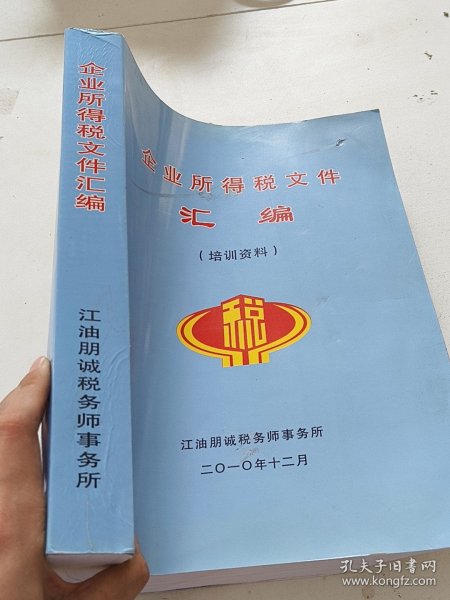 企业所得税文件汇编
江油朋诚税务师事务所
企业所得税文件
汇编
(培训资料)
税
江油朋诚税务师事务所
二〇一〇年十二月
孔夫子旧书网
www.kongfz.com